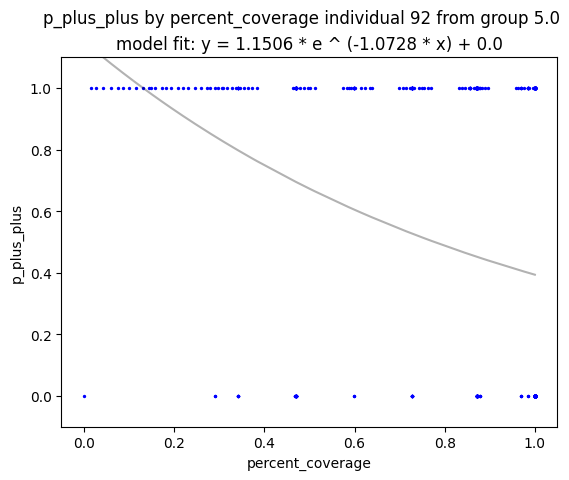 p_plus_plus by percent_coverage individual 92 from group 5.0
model fit: y = 1.1506 * e ^ (-1.0728 * x) + 0.0
1.0
0.8
0.6
0.4
0.2
0.0
p_plus_plus
0.0 0.2 0.4 0.6 0.8 1.0
percent_coverage